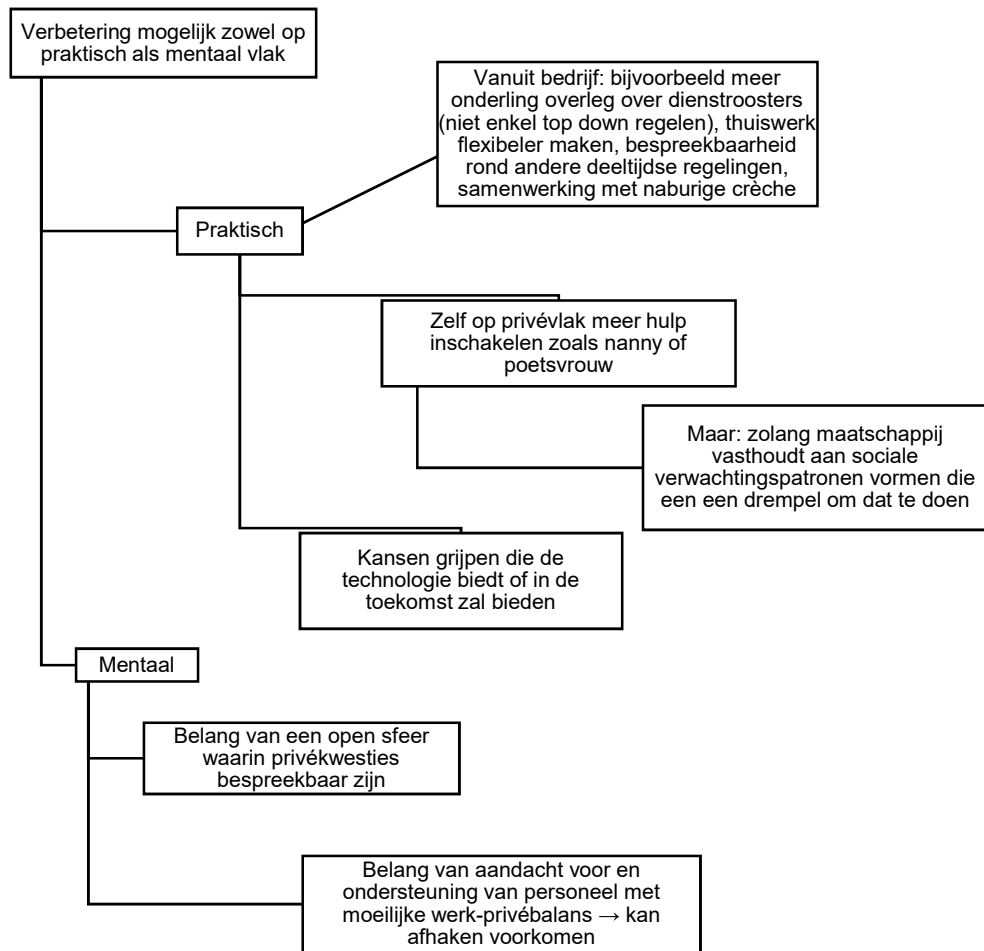 Verbetering mogelijk zowel op
praktisch als mentaal vlak
Vanuit bedrijf: bijvoorbeeld meer
onderling overleg over dienstroosters
(niet enkel top down regelen), thuiswerk
flexibeler maken, bespreekbaarheid
rond andere deeltijdse regelingen,
samenwerking met naburige crèche
Praktisch
Zelf op privévlak meer hulp
inschakelen zoals nanny of
poetsvrouw
Maar: zolang maatschappij
vasthoudt aan sociale
verwachtingspatronen vormen die
een een drempel om dat te doen
Kansen grijpen die de
technologie biedt of in de
toekomst zal bieden
Mentaal
Belang van een open sfeer
waarin privékwesties
bespreekbaar zijn
Belang van aandacht voor en
ondersteuning van personeel met
moeilijke werk-privébalans → kan
afhaken voorkomen